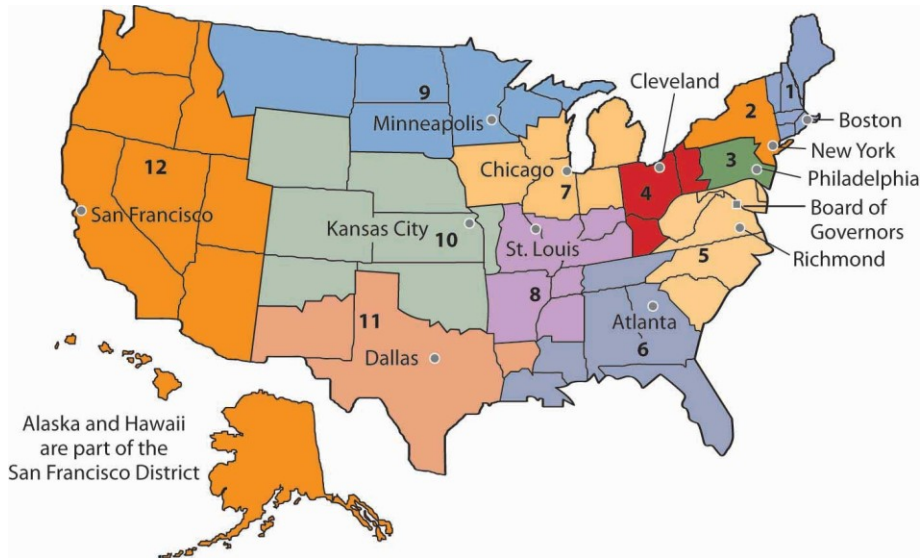 Cleveland
1
9
2
Boston
Minneapolis
New York
3
12
Chicago
Philadelphia
7
4
San Francisco
Board of
Governors
Kansas City
10
St. Louis
Richmond
5
8
11
Atlanta
6
Dallas
Alaska and Hawaii
are part of the
San Francisco District